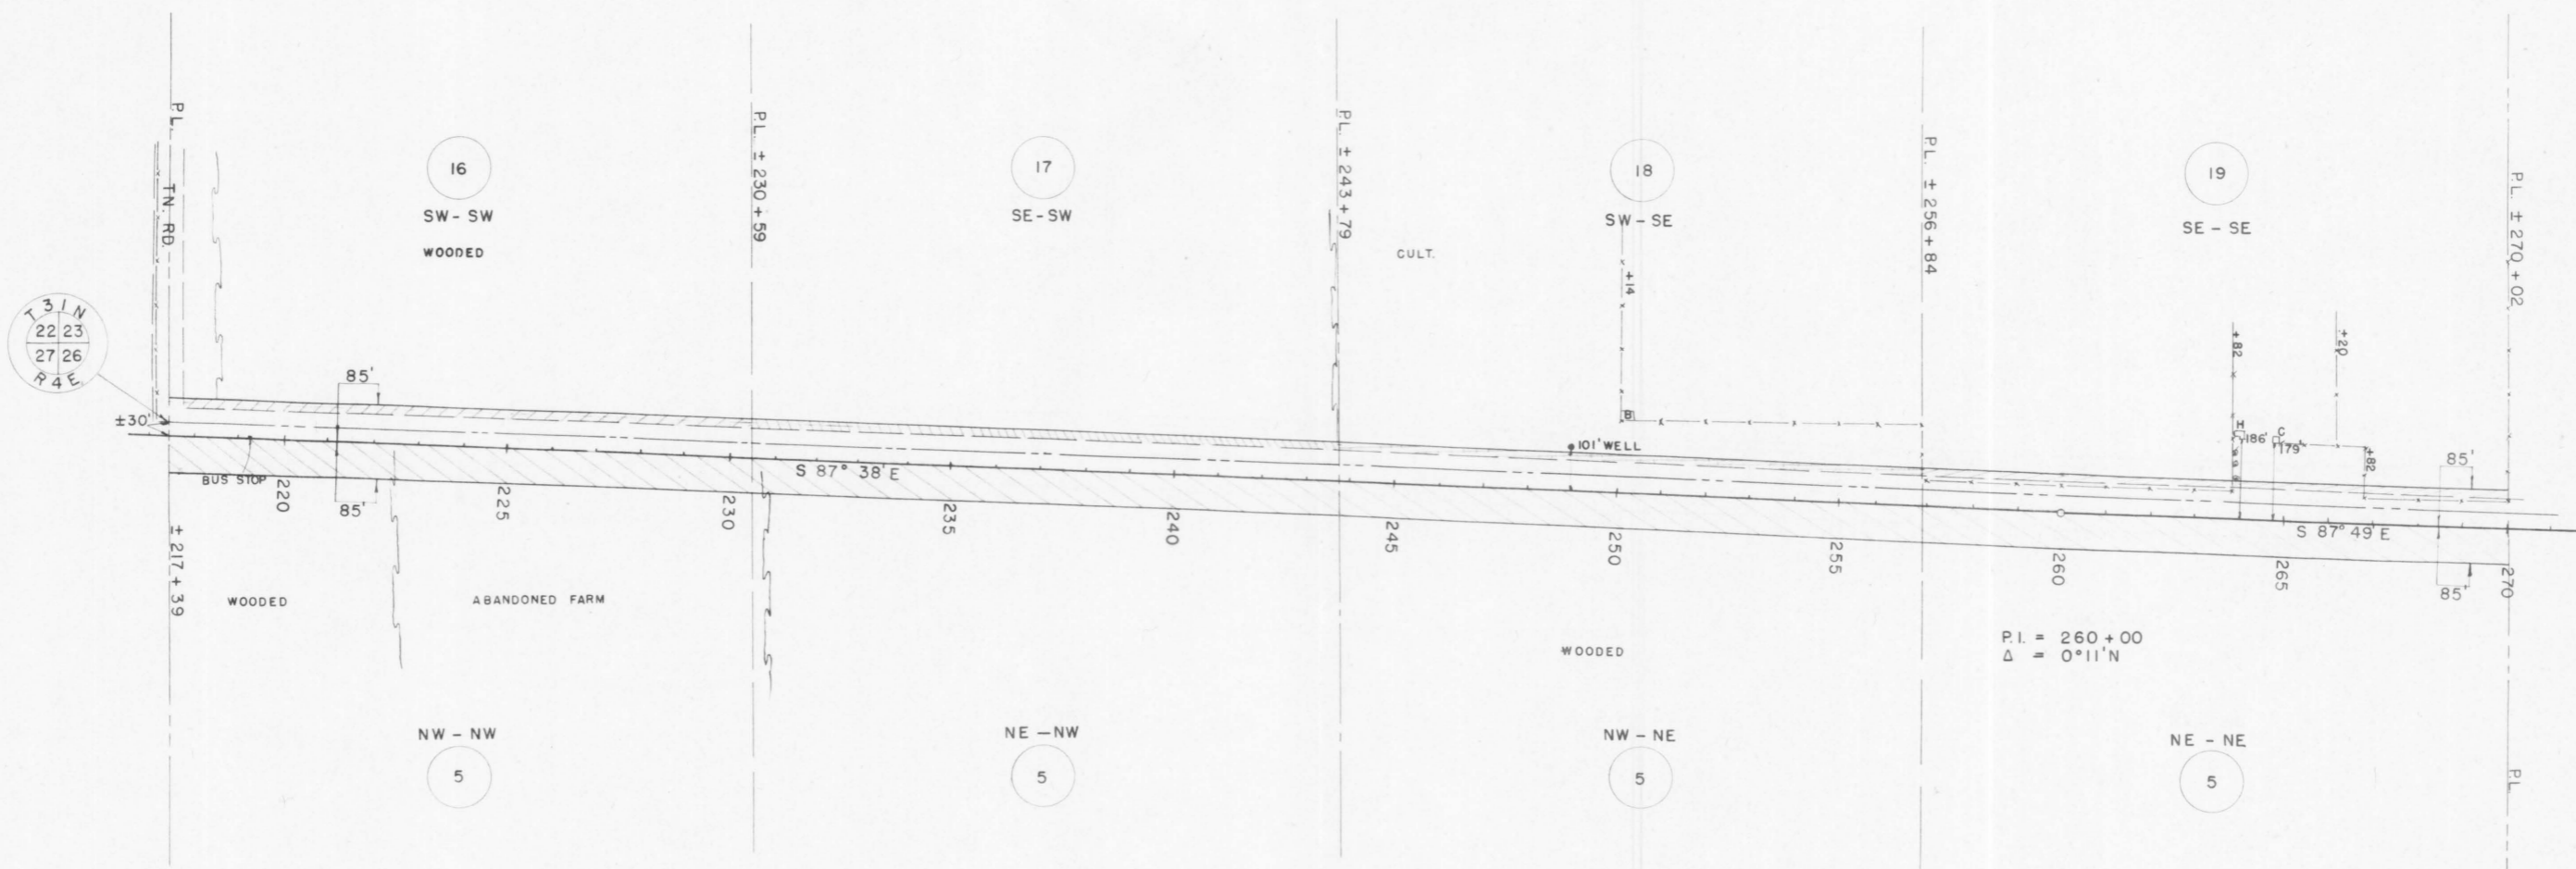 P.L.
TN. RD.
16
SW - SW
WOODED
P.L. ± 230 + 59
17
SE - SW
P.L. ± 243 + 79
CULT.
18
SW - SE
+14
B
P.L. ± 256 + 84
19
SE - SE
P.L. ± 270 + 02
+82
+20
T 3 1 N
22 23
27 26
R 4 E
85'
±30'
BUS STOP
85'
S 87° 38' E
101' WELL
H
186'
C
179'
+82
85'
S 87° 49' E
85'
220
225
230
235
240
245
250
255
260
265
270
± 217 + 39
WOODED
ABANDONED FARM
WOODED
P.I. = 260 + 00
Δ = 0° 11' N
NW - NW
5
NE - NW
5
NW - NE
5
NE - NE
5
P.L.